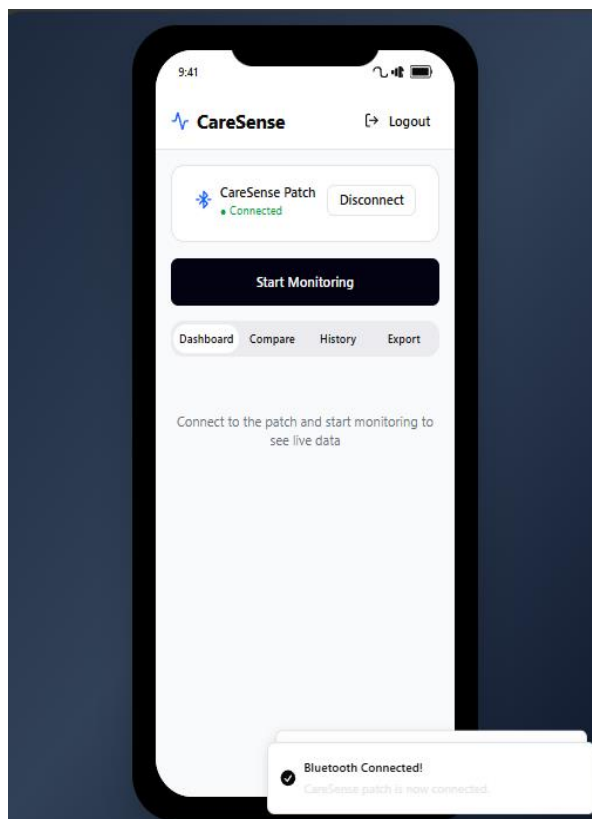 9:41
CareSense
Logout
CareSense Patch
● Connected
Disconnect
Start Monitoring
Dashboard Compare History Export
Connect to the patch and start monitoring to
see live data
Bluetooth Connected!
CareSense patch is now connected.